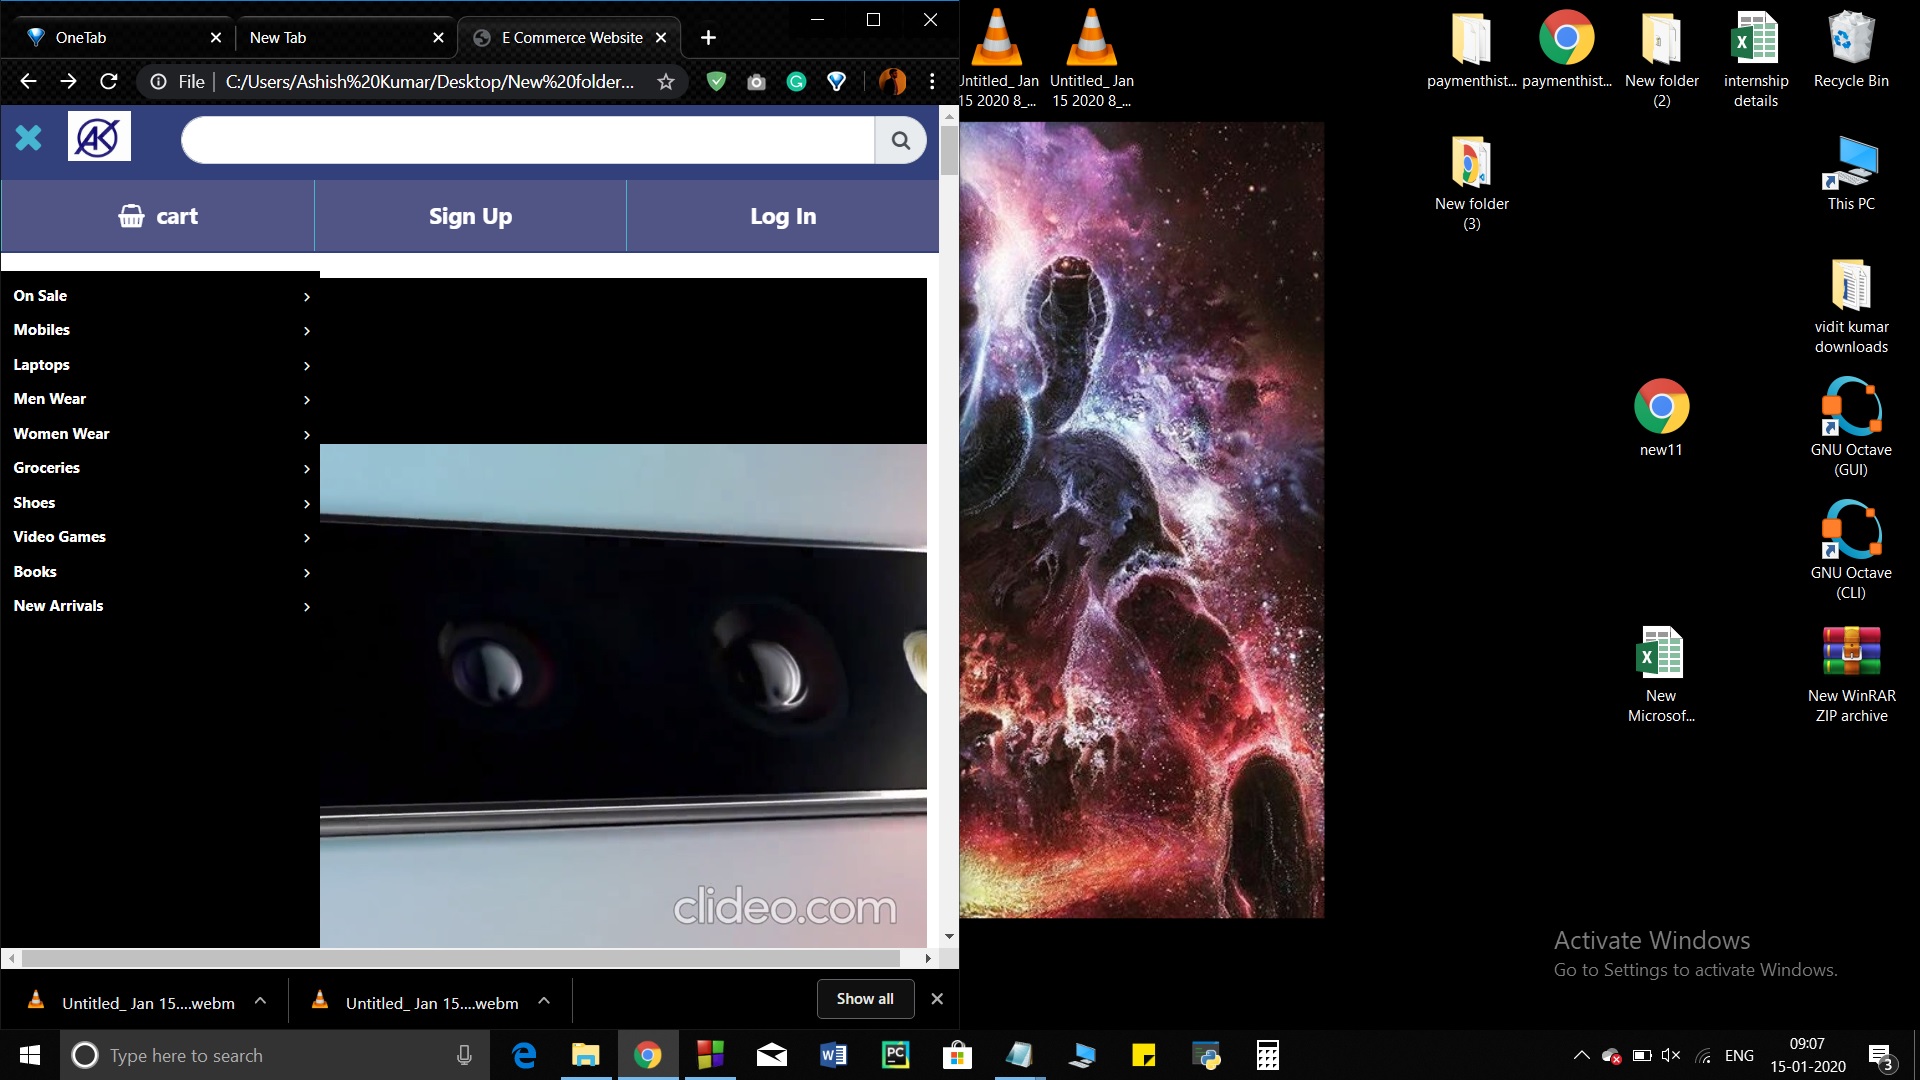 OneTab
New Tab
E Commerce Website
File
C:/Users/Ashish%20Kumar/Desktop/New%20folder...
AK
cart
Sign Up
Log In
On Sale
Mobiles
Laptops
Men Wear
Women Wear
Groceries
Shoes
Video Games
Books
New Arrivals
clideo.com
Untitled_ Jan 15....webm
Untitled_ Jan 15....webm
Show all
Untitled_ Jan
15 2020 8_...
Untitled_ Jan
15 2020 8_...
paymenthist...
paymenthist...
New folder
(2)
internship
details
Recycle Bin
New folder
(3)
This PC
vidit kumar
downloads
new11
GNU Octave
(GUI)
GNU Octave
(CLI)
New
Microsof...
New WinRAR
ZIP archive
Activate Windows
Go to Settings to activate Windows.
Type here to search
PC
ENG
09:07
15-01-2020
3